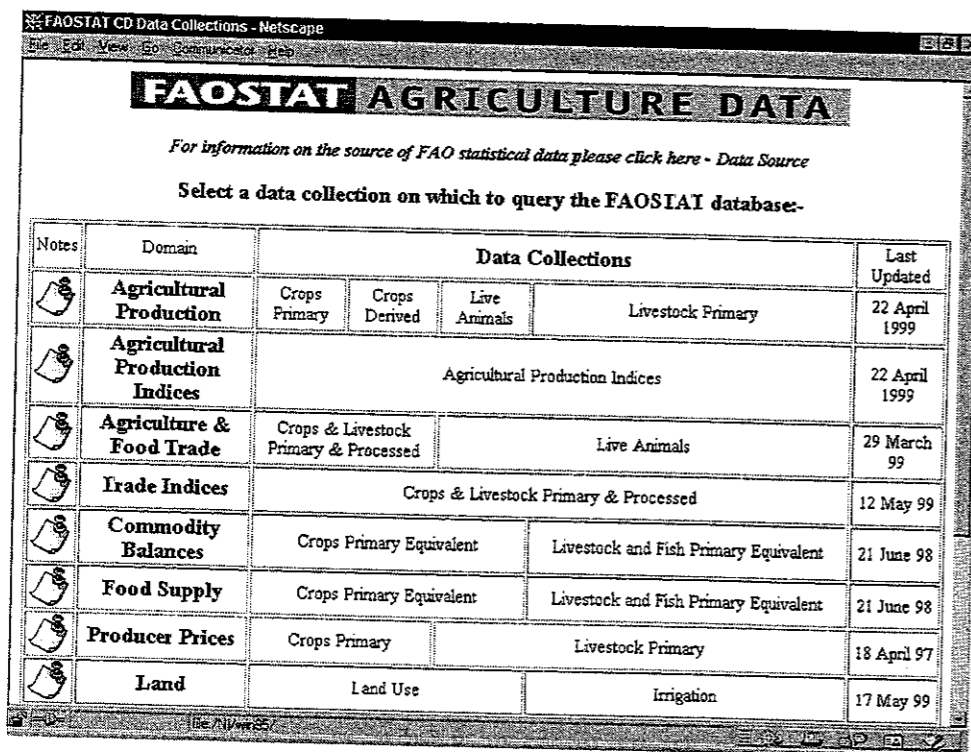 FAOSTAT CD Data Collections - Netscape
File Edit View Go Communicator Help
FAOSTAT AGRICULTURE DATA
For information on the source of FAO statistical data please click here - Data Source
Select a data collection on which to query the FAOSTAT database:-
Notes Domain Data Collections Last
Updated
Agricultural
Production
Crops
Primary
Crops
Derived
Live
Animals
Livestock Primary
22 April
1999
Agricultural
Production
Indices
Agricultural Production Indices
22 April
1999
Agriculture &
Food Trade
Crops & Livestock
Primary & Processed
Live Animals
29 March
99
Trade Indices
Crops & Livestock Primary & Processed
12 May 99
Commodity
Balances
Crops Primary Equivalent
Livestock and Fish Primary Equivalent
21 June 98
Food Supply
Crops Primary Equivalent
Livestock and Fish Primary Equivalent
21 June 98
Producer Prices
Crops Primary
Livestock Primary
18 April 97
Land
Land Use
Irrigation
17 May 99